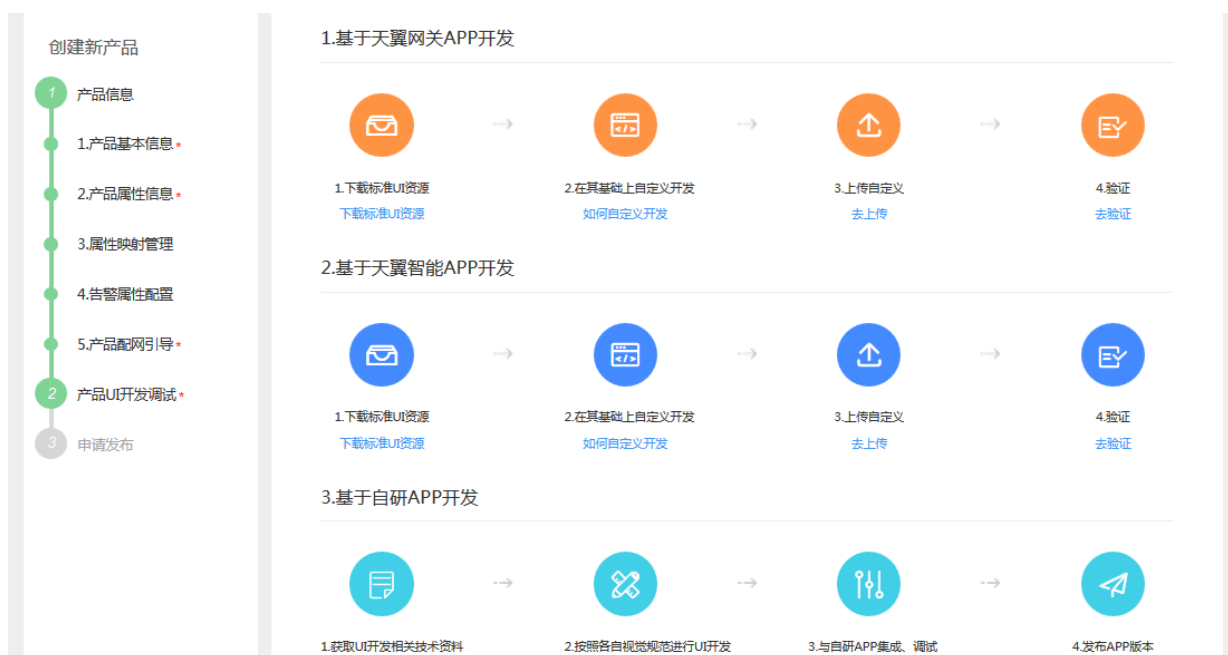 创建新产品
1 产品信息
1.产品基本信息*
2.产品属性信息*
3.属性映射管理
4.告警属性配置
5.产品配网引导*
2 产品UI开发调试*
3 申请发布
1.基于天翼网关APP开发
1.下载标准UI资源 2.在其基础上自定义开发 3.上传自定义 4.验证
下载标准UI资源 如何自定义开发 去上传 去验证
2.基于天翼智能APP开发
1.下载标准UI资源 2.在其基础上自定义开发 3.上传自定义 4.验证
下载标准UI资源 如何自定义开发 去上传 去验证
3.基于自研APP开发
1.获取UI开发相关技术资料 2.按照各自视觉规范进行UI开发 3.与自研APP集成、调试 4.发布APP版本